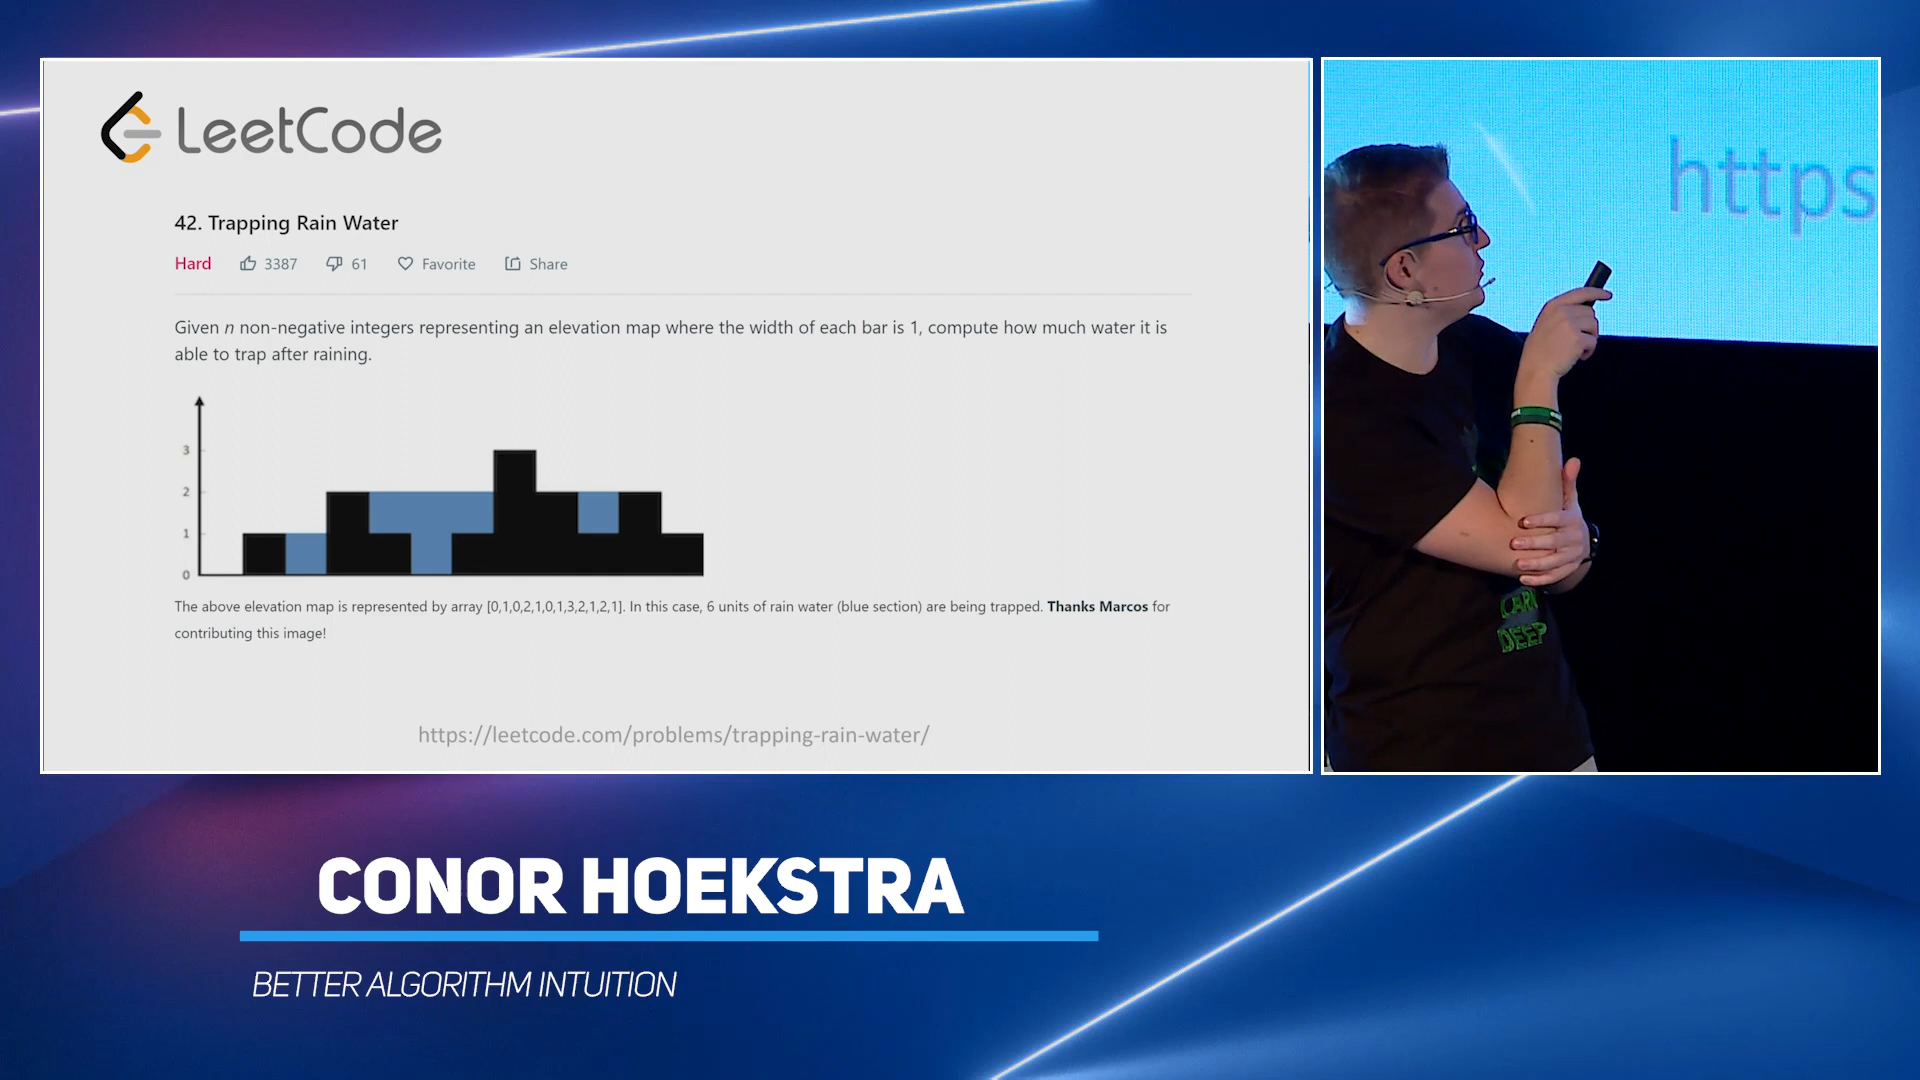 LeetCode
42. Trapping Rain Water
Hard 3387 61 Favorite Share
Given n non-negative integers representing an elevation map where the width of each bar is 1, compute how much water it is
able to trap after raining.
3
2
1
0
The above elevation map is represented by array [0,1,0,2,1,0,1,3,2,1,2,1]. In this case, 6 units of rain water (blue section) are being trapped. Thanks Marcos for
contributing this image!
https://leetcode.com/problems/trapping-rain-water/
https
DEEP
CONOR HOEKSTRA
BETTER ALGORITHM INTUITION